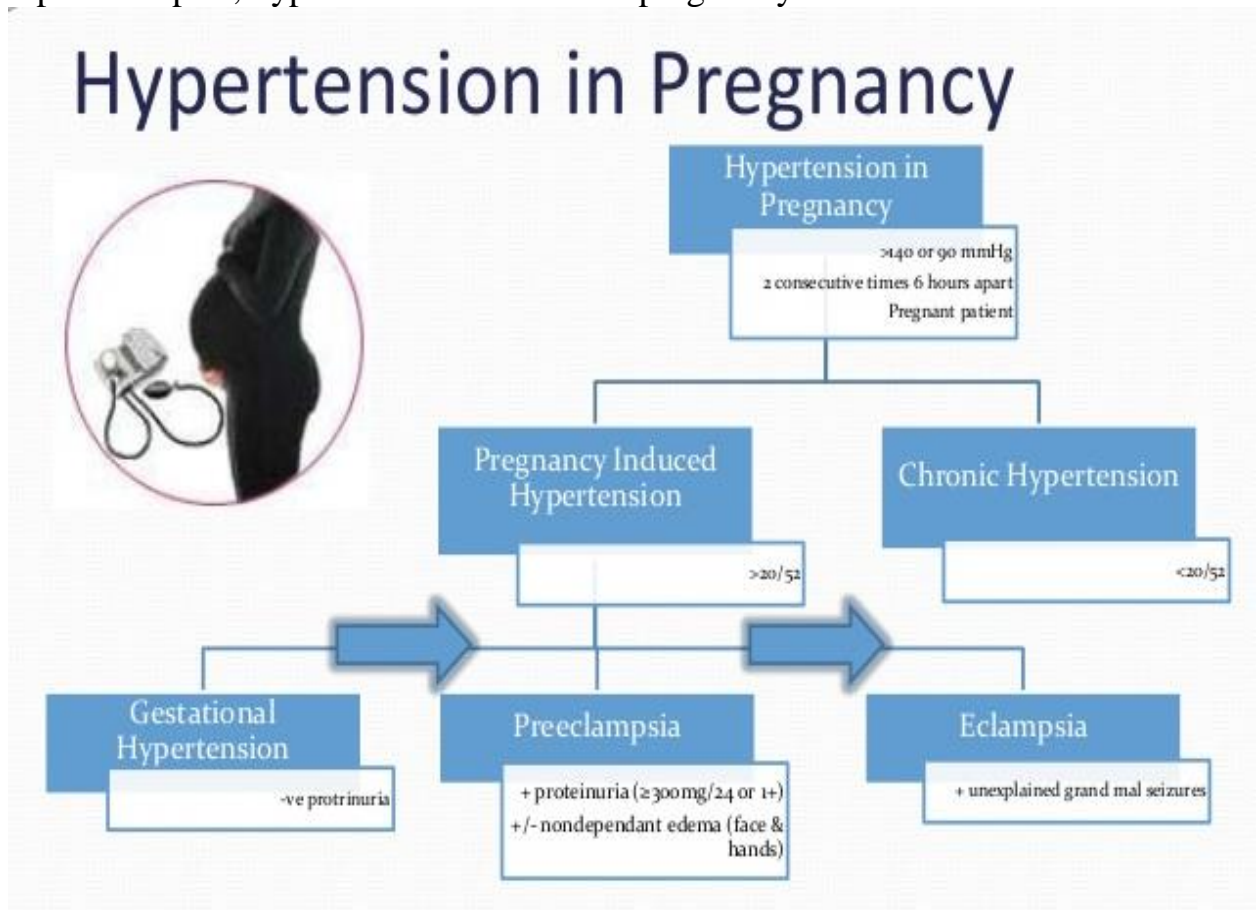 Hypertension in Pregnancy
Hypertension in
Pregnancy
>140 or 90 mmHg
2 consecutive times 6 hours apart
Pregnant patient
Pregnancy Induced
Hypertension
>20/52
Chronic Hypertension
<20/52
Gestational
Hypertension
-ve protrinuria
Preeclampsia
+ proteinuria (≥300mg/24 or 1+)
+/- nondependant edema (face &
hands)
Eclampsia
+ unexplained grand mal seizures